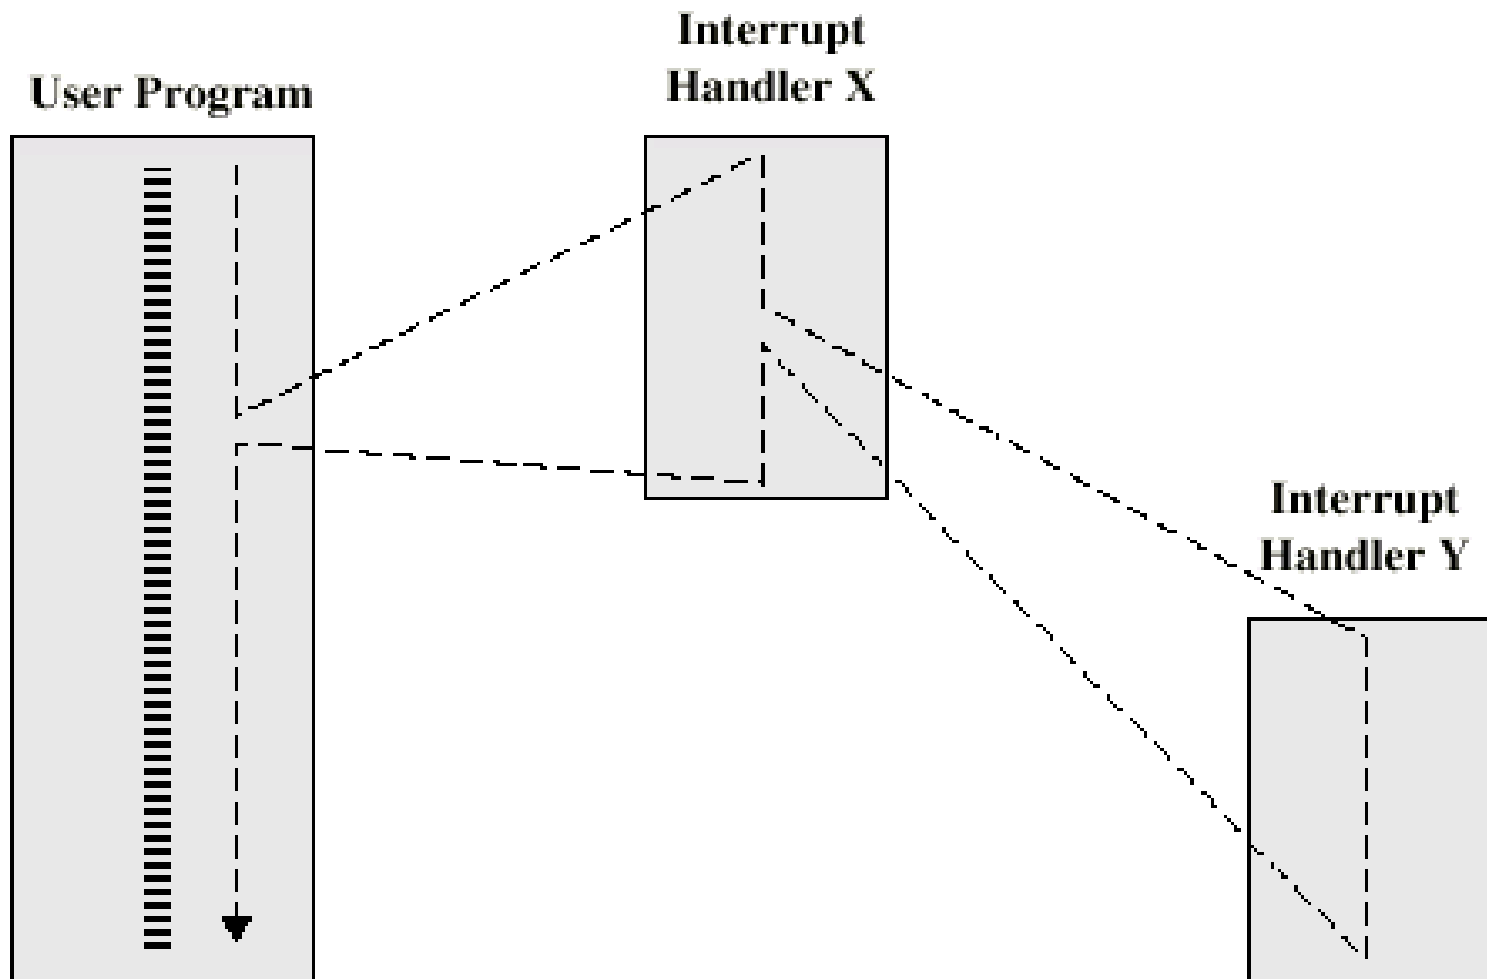 User Program
Interrupt
Handler X
Interrupt
Handler Y